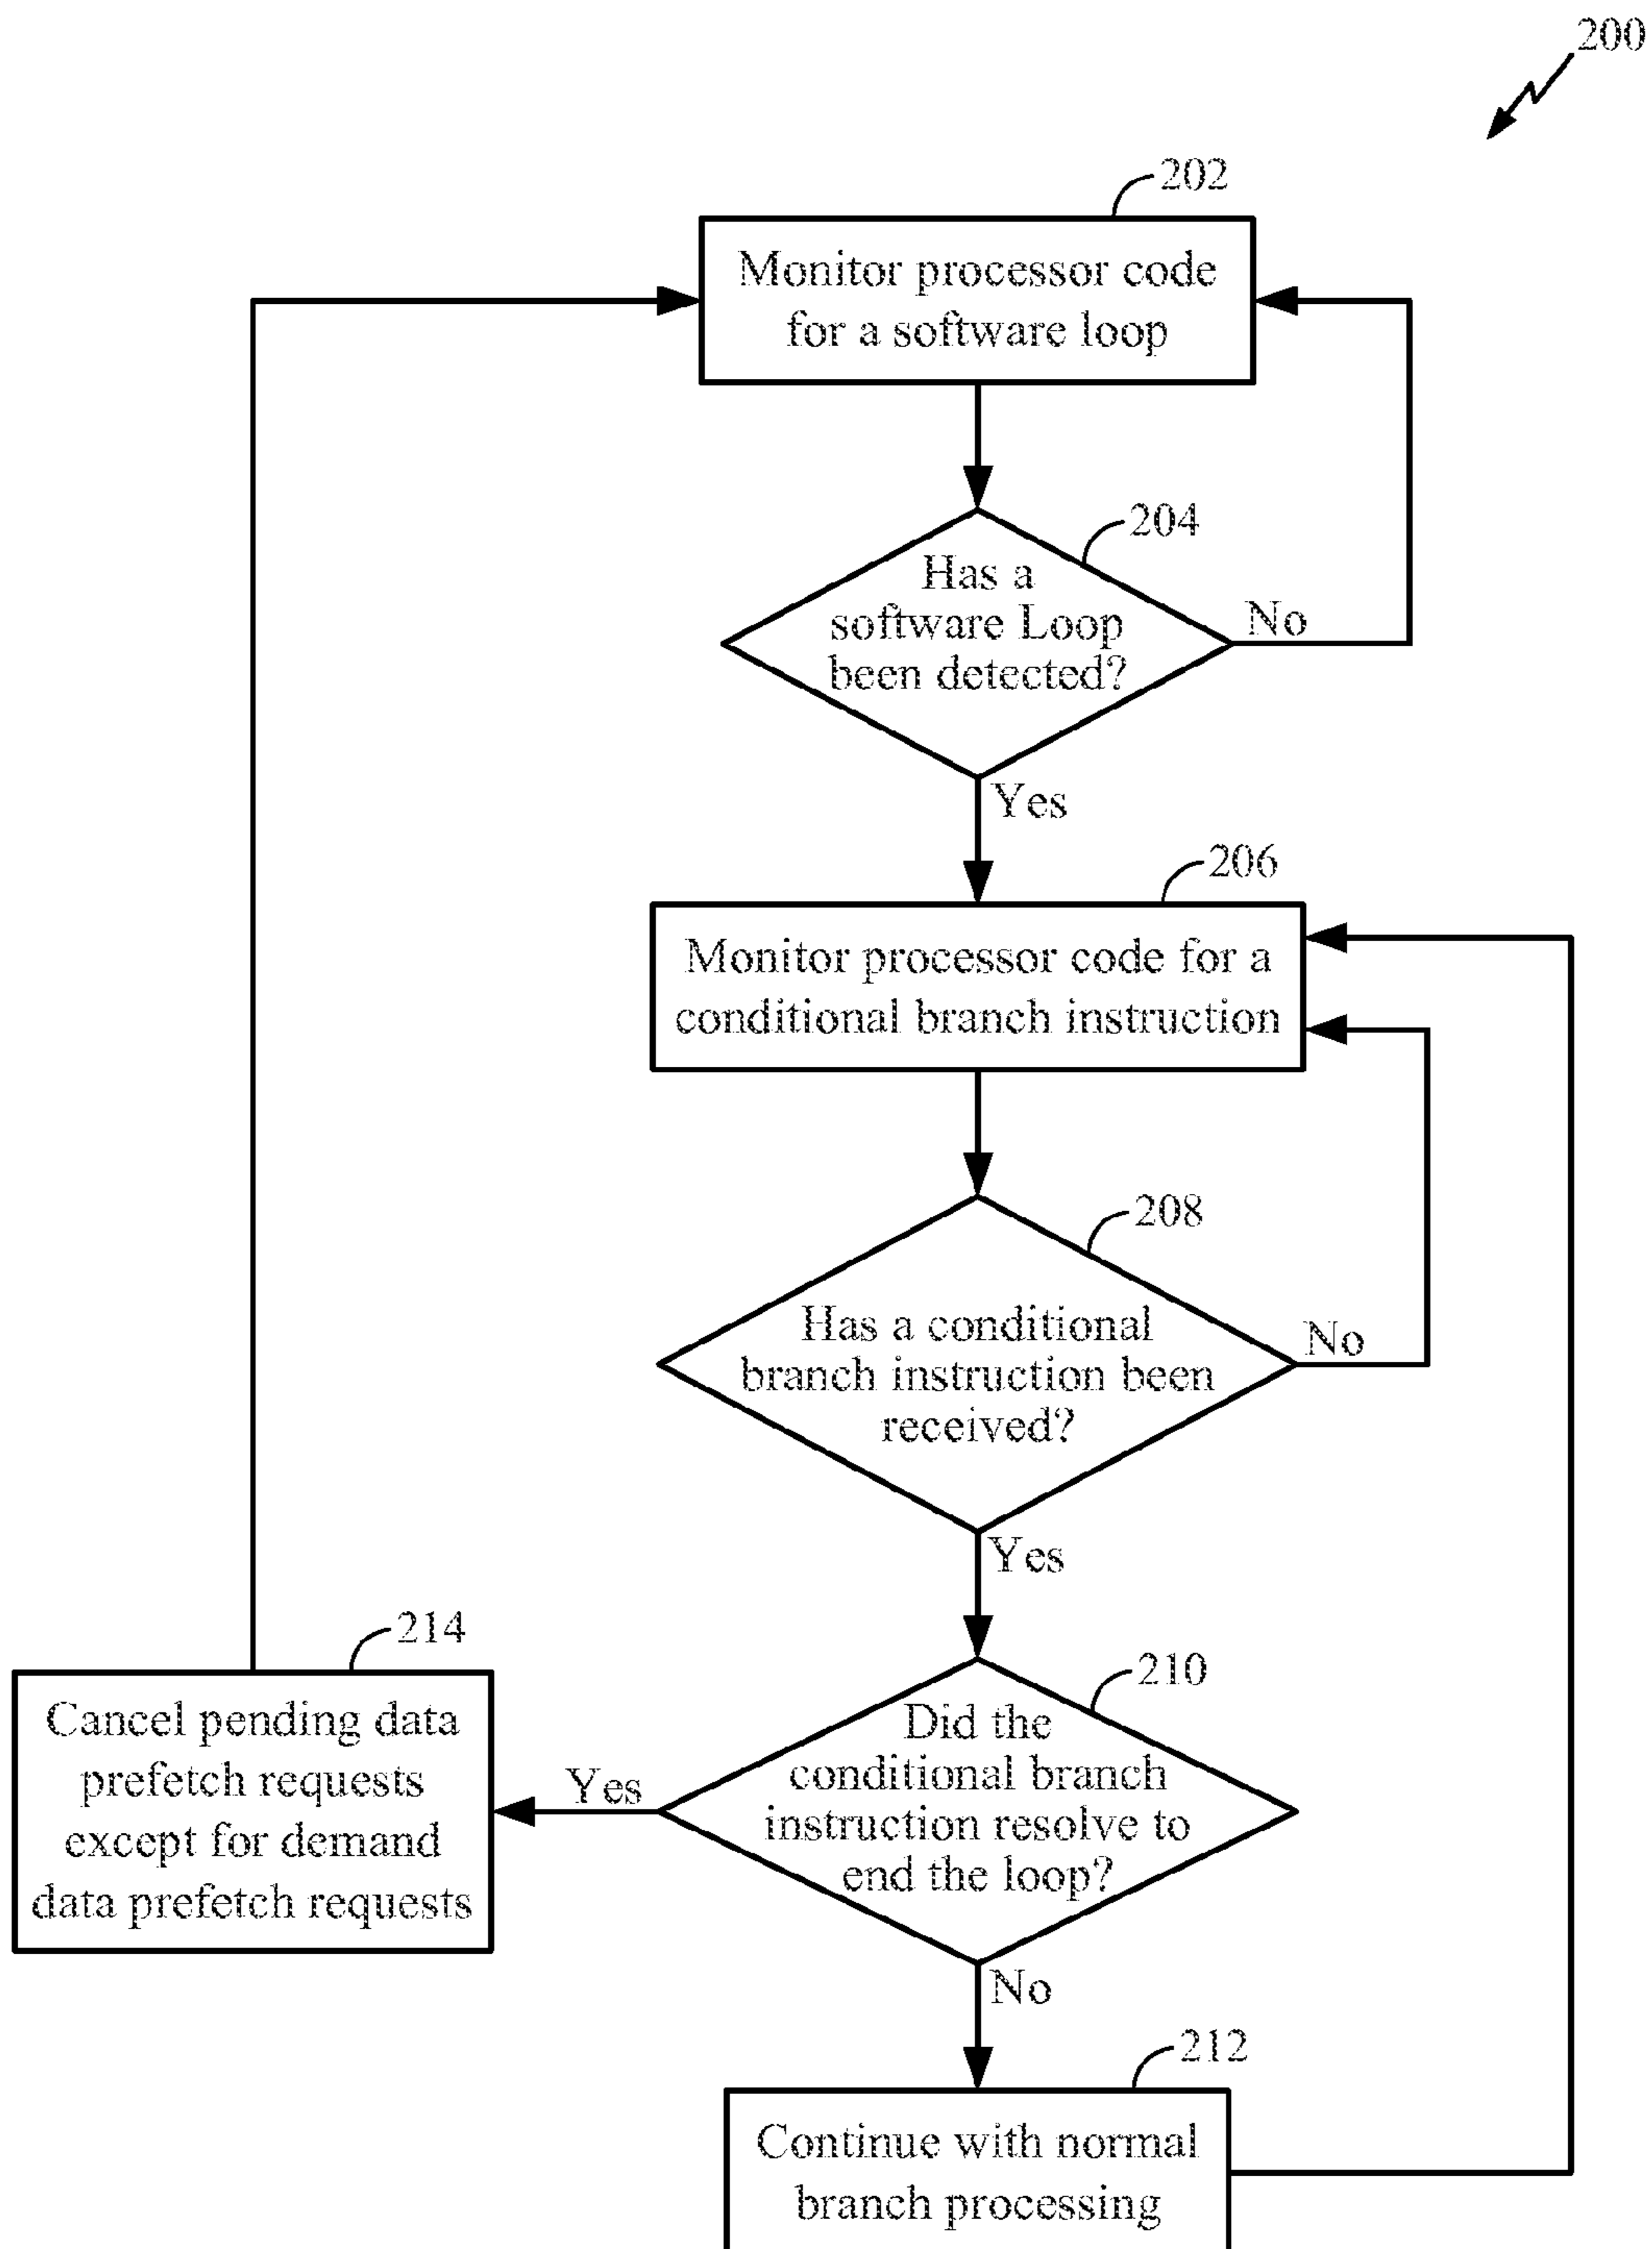 200
202
Monitor processor code
for a software loop
204
Has a
software Loop
been detected?
No
Yes
206
Monitor processor code for a
conditional branch instruction
208
Has a conditional
branch instruction been
received?
No
Yes
214
Cancel pending data
prefetch requests
except for demand
data prefetch requests
210
Did the
conditional branch
instruction resolve to
end the loop?
Yes
No
212
Continue with normal
branch processing